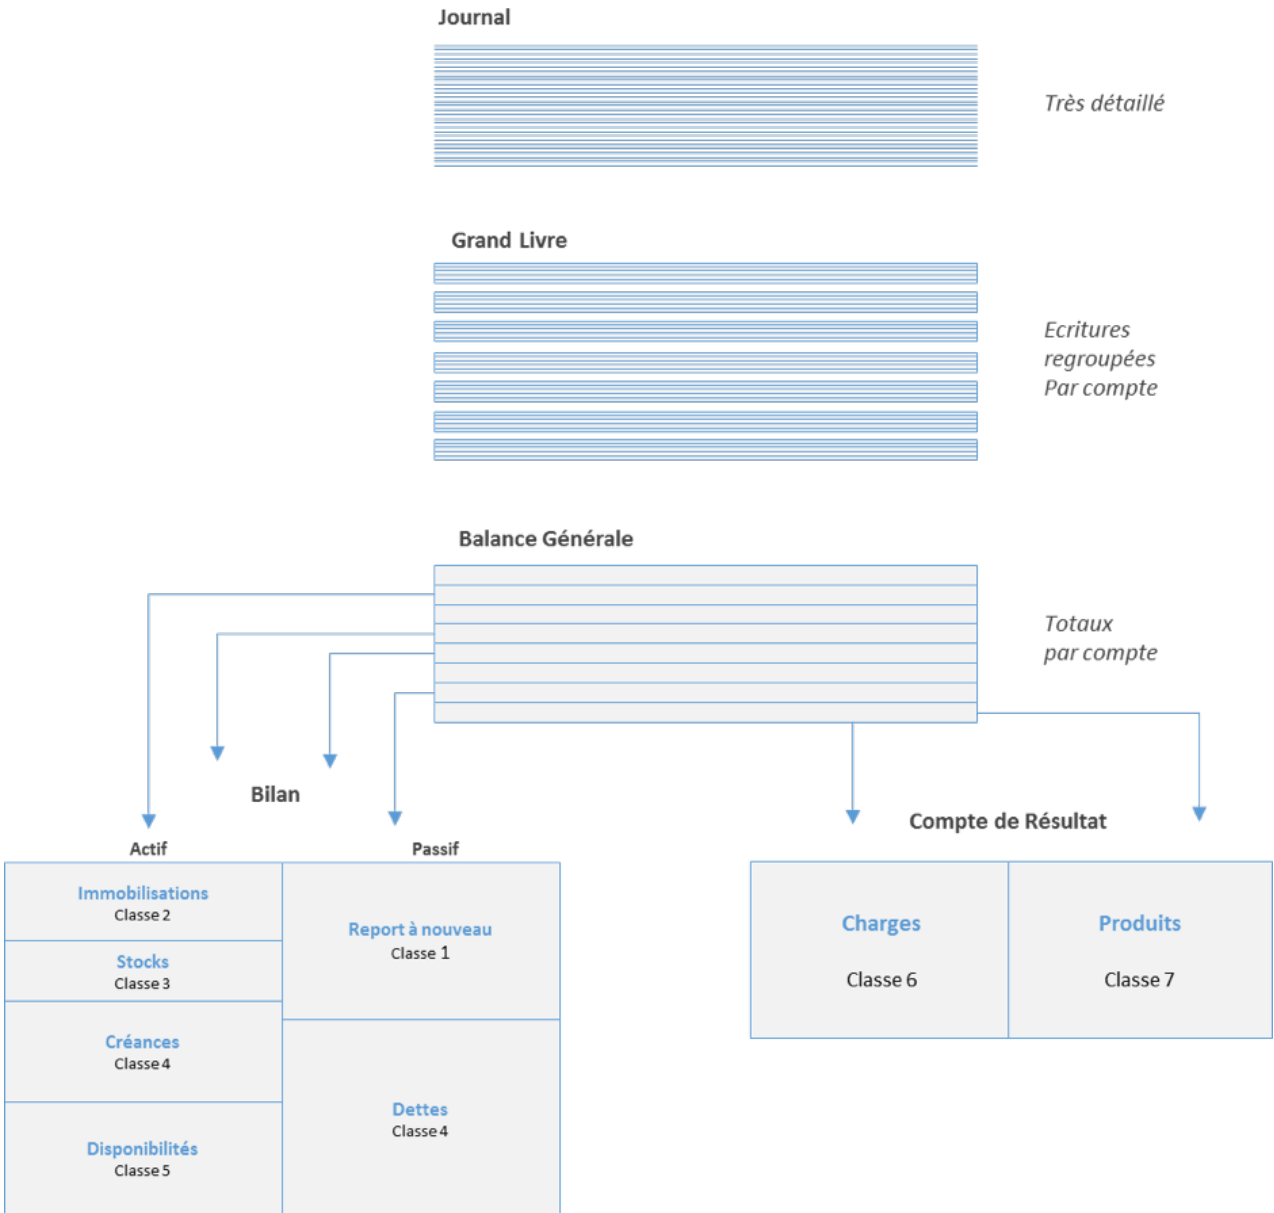 Journal
Très détaillé
Grand Livre
Ecritures
regroupées
Par compte
Balance Générale
Totaux
par compte
Bilan
Compte de Résultat
Actif
Passif
Immobilisations
Classe 2
Stocks
Classe 3
Créances
Classe 4
Disponibilités
Classe 5
Report à nouveau
Classe 1
Dettes
Classe 4
Charges
Classe 6
Produits
Classe 7